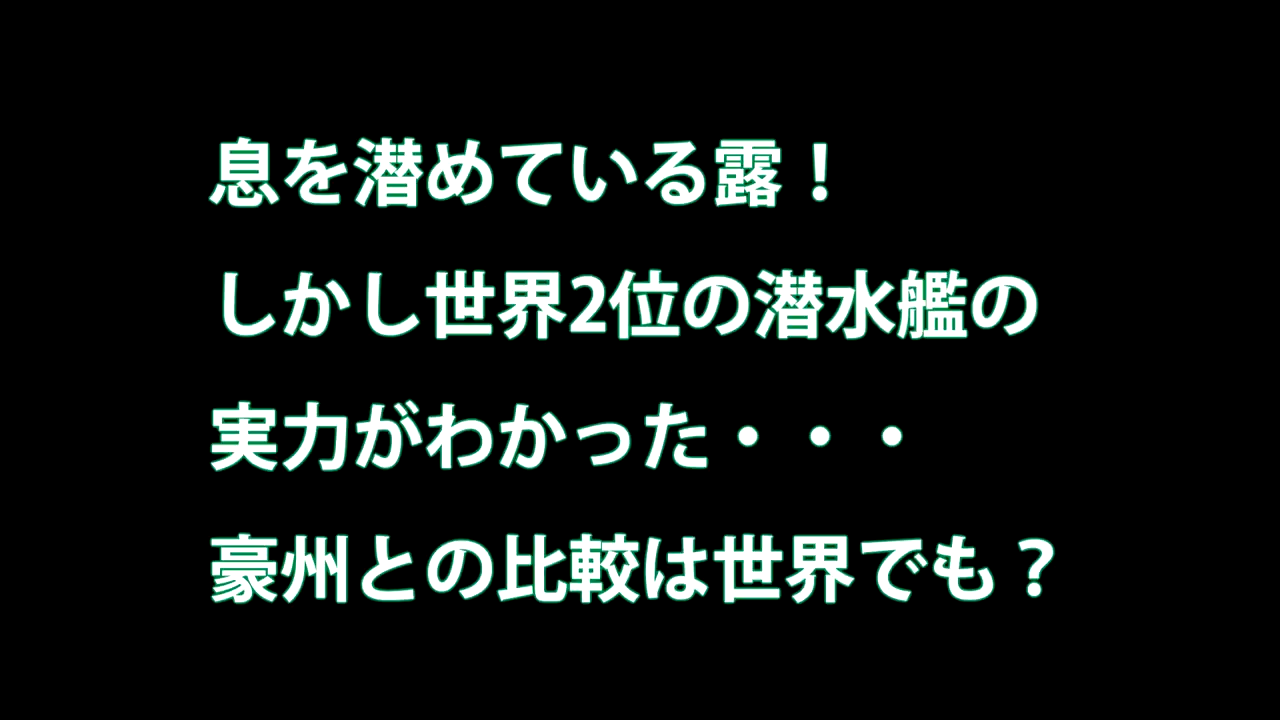 息を潜めている露！
しかし世界2位の潜水艦の
実力がわかった・・・
豪州との比較は世界でも？